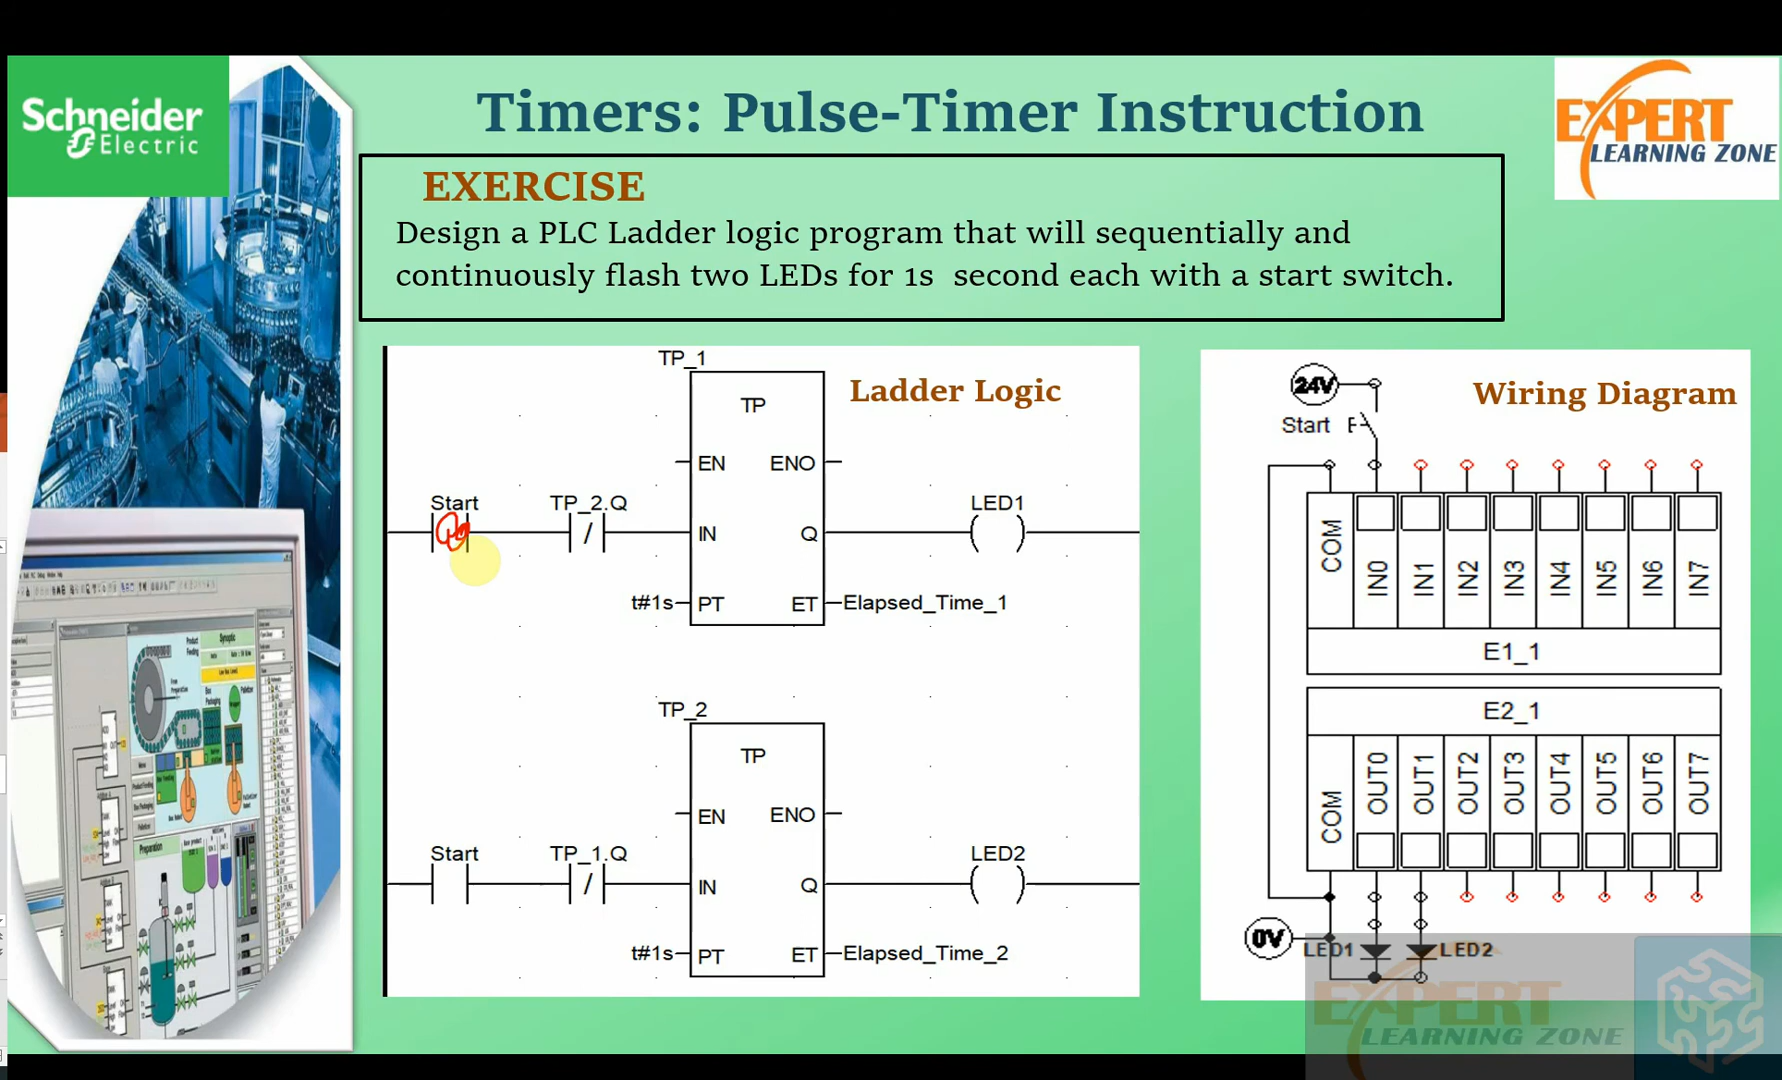 Schneider
Electric
Timers: Pulse-Timer Instruction
EXPERT
LEARNING ZONE
EXERCISE
Design a PLC Ladder logic program that will sequentially and
continuously flash two LEDs for 1s second each with a start switch.
Ladder Logic
TP_1
TP
EN ENO
Start TP_2.Q LED1
IN Q
t#1s PT ET Elapsed_Time_1
TP_2
TP
EN ENO
Start TP_1.Q LED2
IN Q
t#1s PT ET Elapsed_Time_2
Wiring Diagram
24V
Start
COM IN0 IN1 IN2 IN3 IN4 IN5 IN6 IN7
E1_1
E2_1
COM OUT0 OUT1 OUT2 OUT3 OUT4 OUT5 OUT6 OUT7
0V LED1 LED2
EXPERT
LEARNING ZONE
Synoptic
Preparation